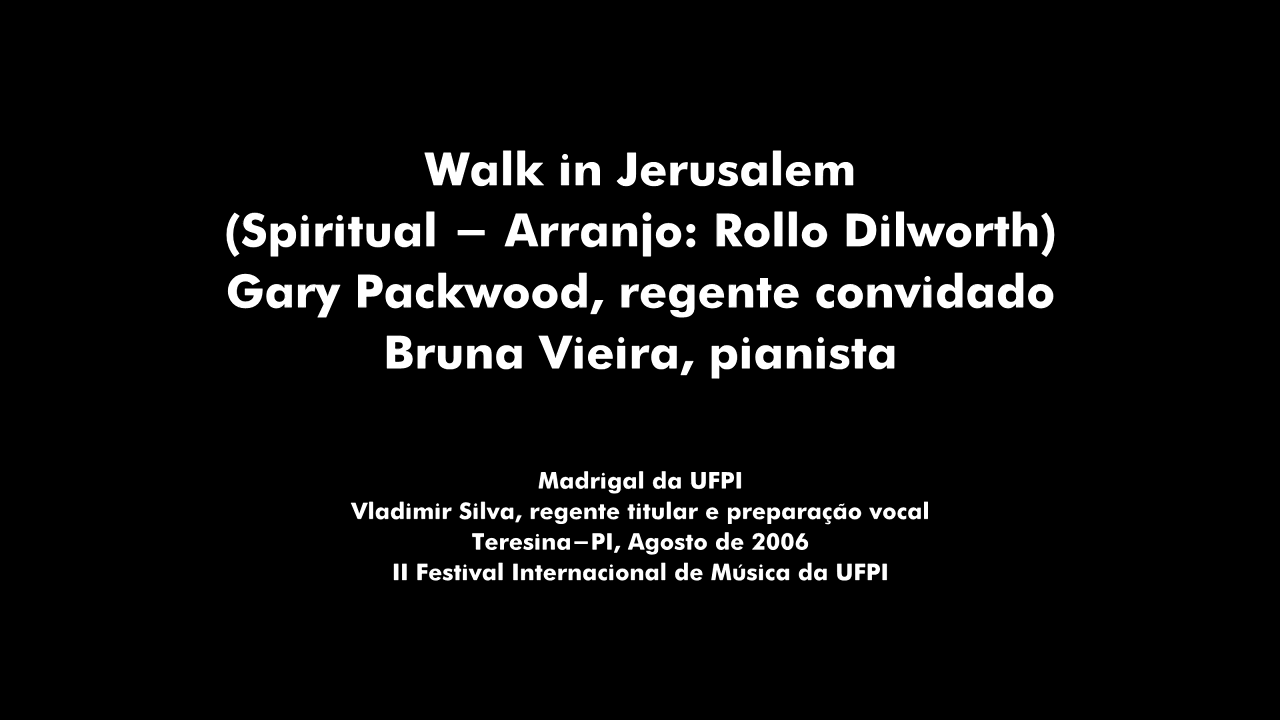 Walk in Jerusalem
(Spiritual – Arranjo: Rollo Dilworth)
Gary Packwood, regente convidado
Bruna Vieira, pianista
Madrigal da UFPI
Vladimir Silva, regente titular e preparação vocal
Teresina–PI, Agosto de 2006
II Festival Internacional de Música da UFPI